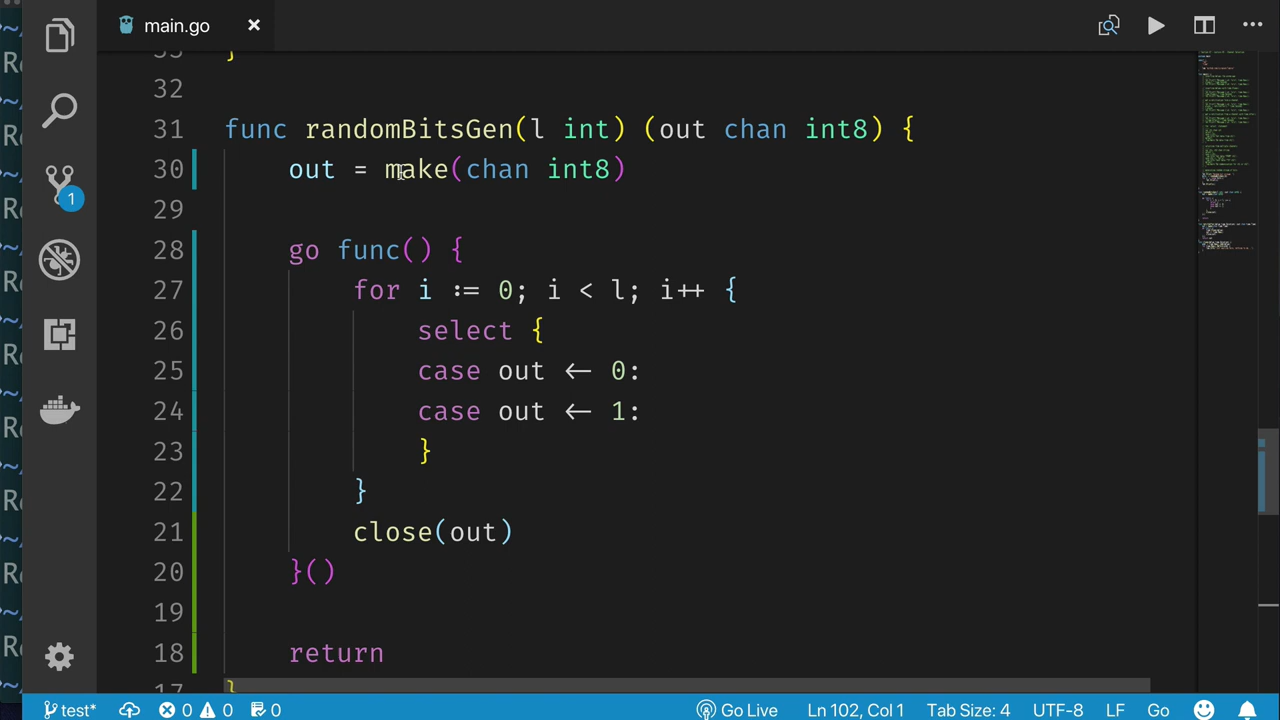 main.go
33 }
32
31 func randomBitsGen(l int) (out chan int8) {
30 out = make(chan int8)
29
28 go func() {
27 for i := 0; i < l; i++ {
26 select {
25 case out <- 0:
24 case out <- 1:
23 }
22 }
21 close(out)
20 }()
19
18 return
17 }
1
test* 0 0 0 Go Live Ln 102, Col 1 Tab Size: 4 UTF-8 LF Go